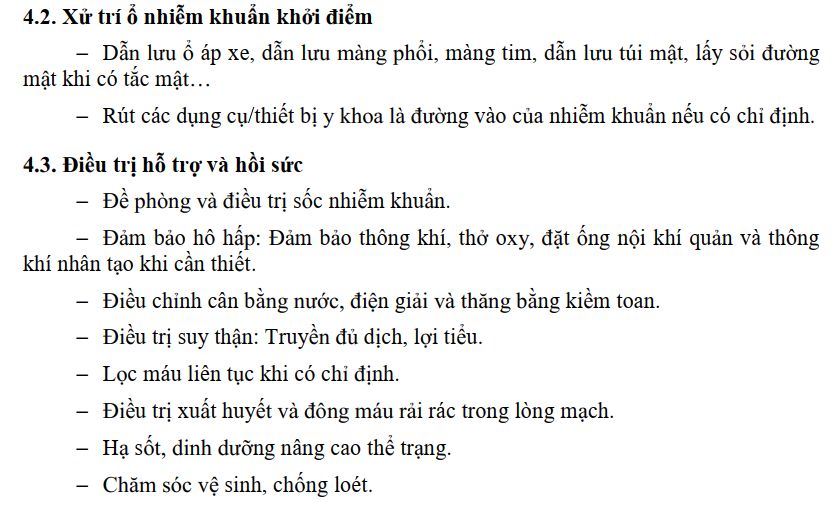 4.2. Xử trí ổ nhiễm khuẩn khởi điểm
– Dẫn lưu ổ áp xe, dẫn lưu màng phổi, màng tim, dẫn lưu túi mật, lấy sỏi đường
mật khi có tắc mật…
– Rút các dụng cụ/thiết bị y khoa là đường vào của nhiễm khuẩn nếu có chỉ định.
4.3. Điều trị hỗ trợ và hồi sức
– Đề phòng và điều trị sốc nhiễm khuẩn.
– Đảm bảo hô hấp: Đảm bảo thông khí, thở oxy, đặt ống nội khí quản và thông
khí nhân tạo khi cần thiết.
– Điều chỉnh cân bằng nước, điện giải và thăng bằng kiềm toan.
– Điều trị suy thận: Truyền đủ dịch, lợi tiểu.
– Lọc máu liên tục khi có chỉ định.
– Điều trị xuất huyết và đông máu rải rác trong lòng mạch.
– Hạ sốt, dinh dưỡng nâng cao thể trạng.
– Chăm sóc vệ sinh, chống loét.